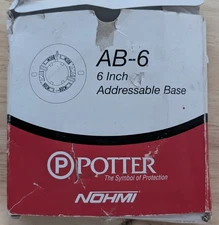 AB-6
6 Inch
Addressable Base
P POTTER
The Symbol of Protection
NOHMI